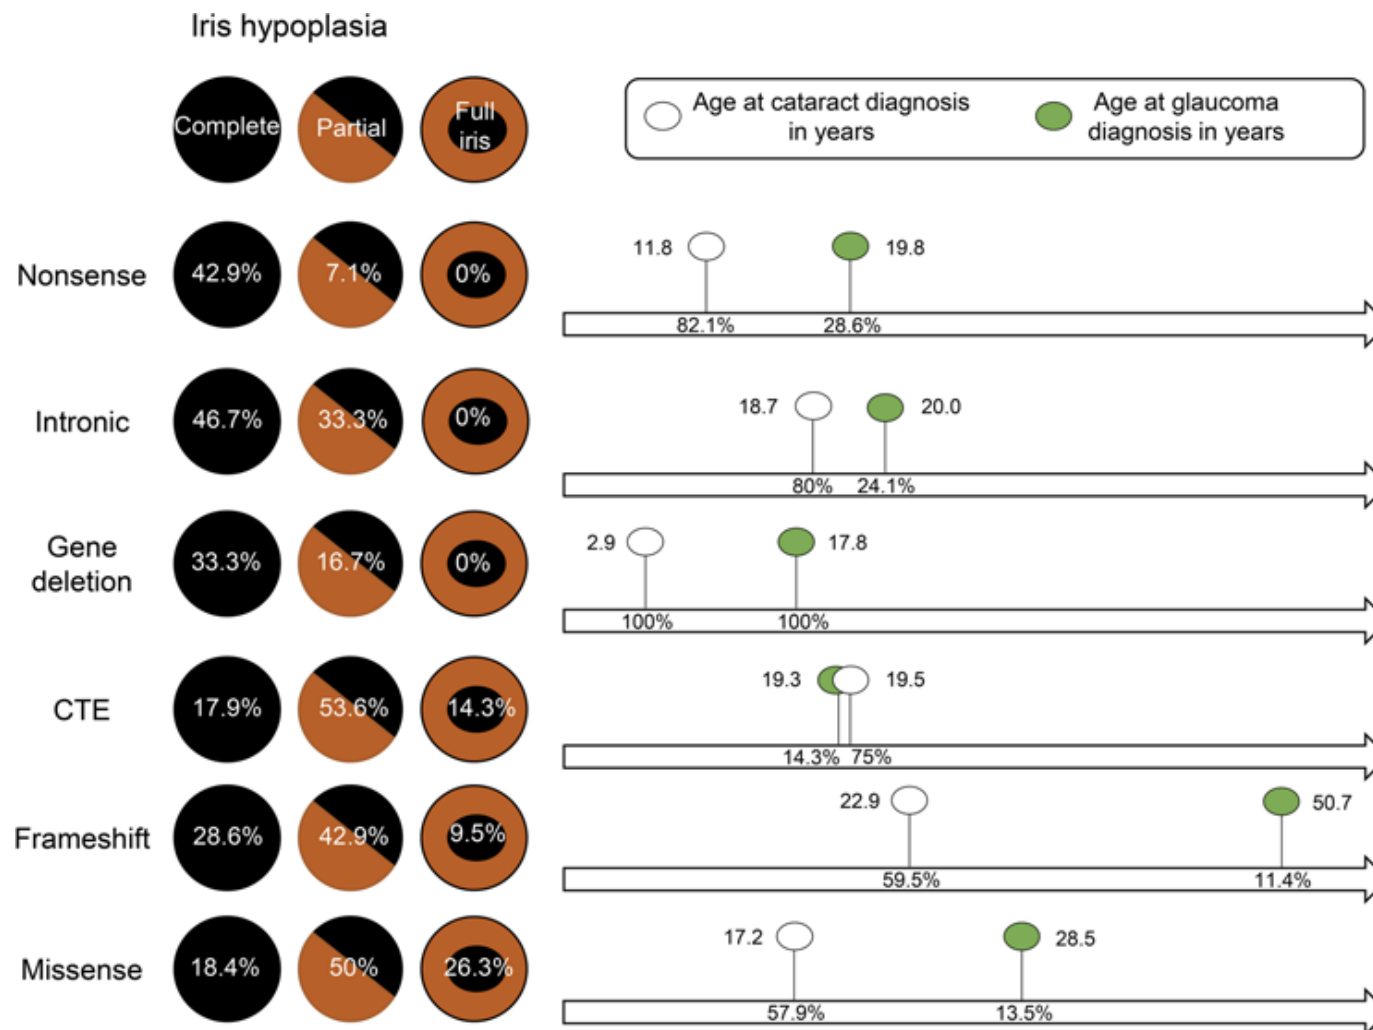 Iris hypoplasia
Complete
Partial
Full
iris
Age at cataract diagnosis
in years
Age at glaucoma
diagnosis in years
Nonsense
42.9%
7.1%
0%
11.8
19.8
82.1%
28.6%
Intronic
46.7%
33.3%
0%
18.7
20.0
80%
24.1%
Gene
deletion
33.3%
16.7%
0%
2.9
17.8
100%
100%
CTE
17.9%
53.6%
14.3%
19.3
19.5
14.3%
75%
Frameshift
28.6%
42.9%
9.5%
22.9
50.7
59.5%
11.4%
Missense
18.4%
50%
26.3%
17.2
28.5
57.9%
13.5%